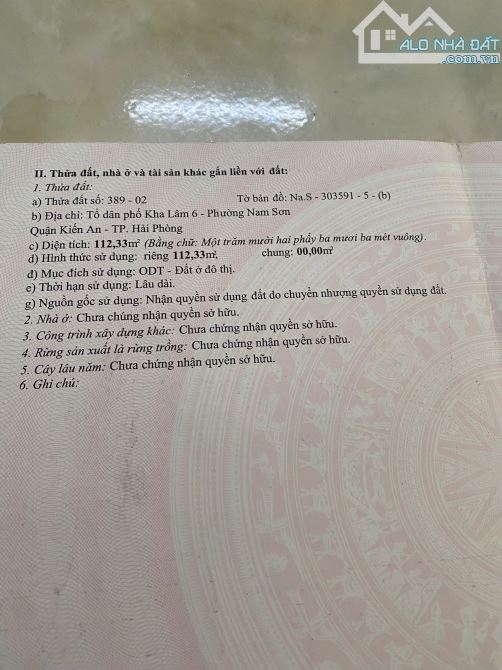 ALO NHÀ ĐẤT
.com.vn
II. Thửa đất, nhà ở và tài sản khác gắn liền với đất:
1. Thửa đất:
a) Thửa đất số: 389 - 02 Tờ bản đồ: Na.S - 303591 - 5 - (b)
b) Địa chỉ: Tổ dân phố Kha Lâm 6 - Phường Nam Sơn
Quận Kiến An - TP. Hải Phòng
c) Diện tích: 112,33m² (Bằng chữ: Một trăm mười hai phẩy ba mươi ba mét vuông).
d) Hình thức sử dụng: riêng 112,33m², chung: 00,00m²
đ) Mục đích sử dụng: ODT - Đất ở đô thị.
e) Thời hạn sử dụng: Lâu dài.
g) Nguồn gốc sử dụng: Nhận quyền sử dụng đất do chuyển nhượng quyền sử dụng đất.
2. Nhà ở: Chưa chứng nhận quyền sở hữu.
3. Công trình xây dựng khác: Chưa chứng nhận quyền sở hữu.
4. Rừng sản xuất là rừng trồng: Chưa chứng nhận quyền sở hữu.
5. Cây lâu năm: Chưa chứng nhận quyền sở hữu.
6. Ghi chú: